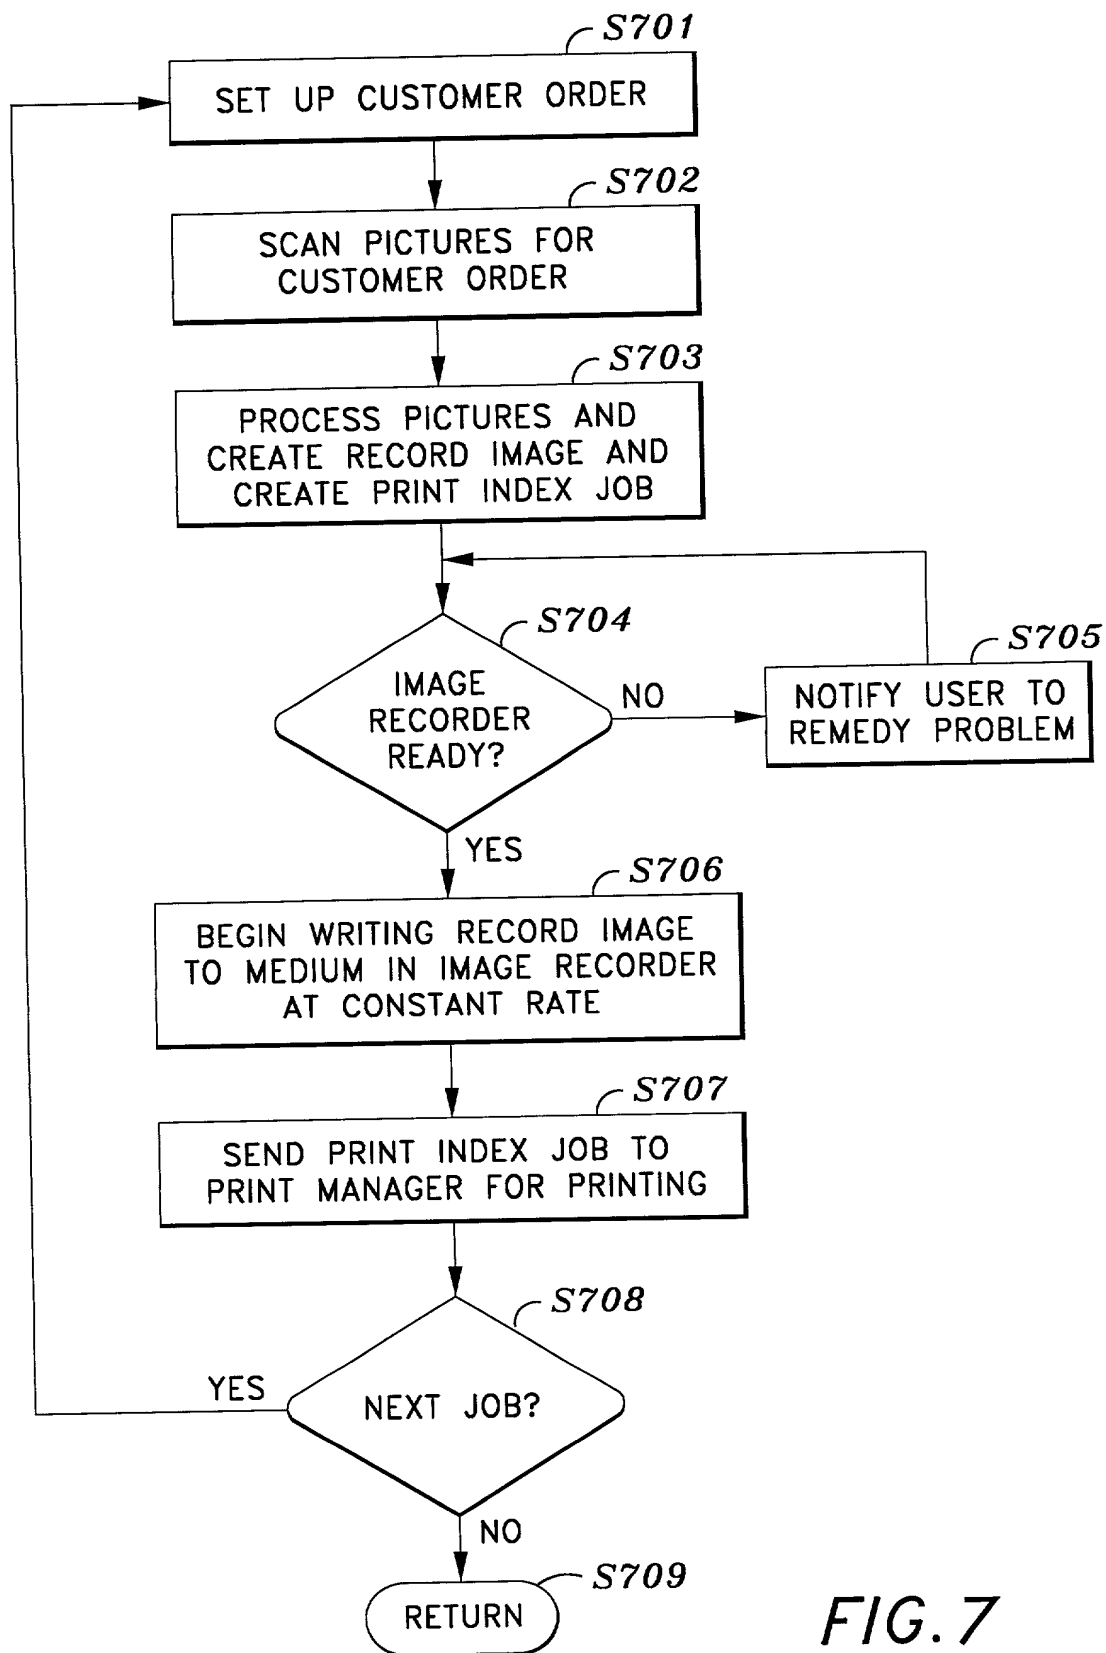 S701
SET UP CUSTOMER ORDER
S702
SCAN PICTURES FOR
CUSTOMER ORDER
S703
PROCESS PICTURES AND
CREATE RECORD IMAGE AND
CREATE PRINT INDEX JOB
S704
IMAGE
RECORDER
READY?
NO
S705
NOTIFY USER TO
REMEDY PROBLEM
YES
S706
BEGIN WRITING RECORD IMAGE
TO MEDIUM IN IMAGE RECORDER
AT CONSTANT RATE
S707
SEND PRINT INDEX JOB TO
PRINT MANAGER FOR PRINTING
S708
YES
NEXT JOB?
NO
S709
RETURN
FIG. 7